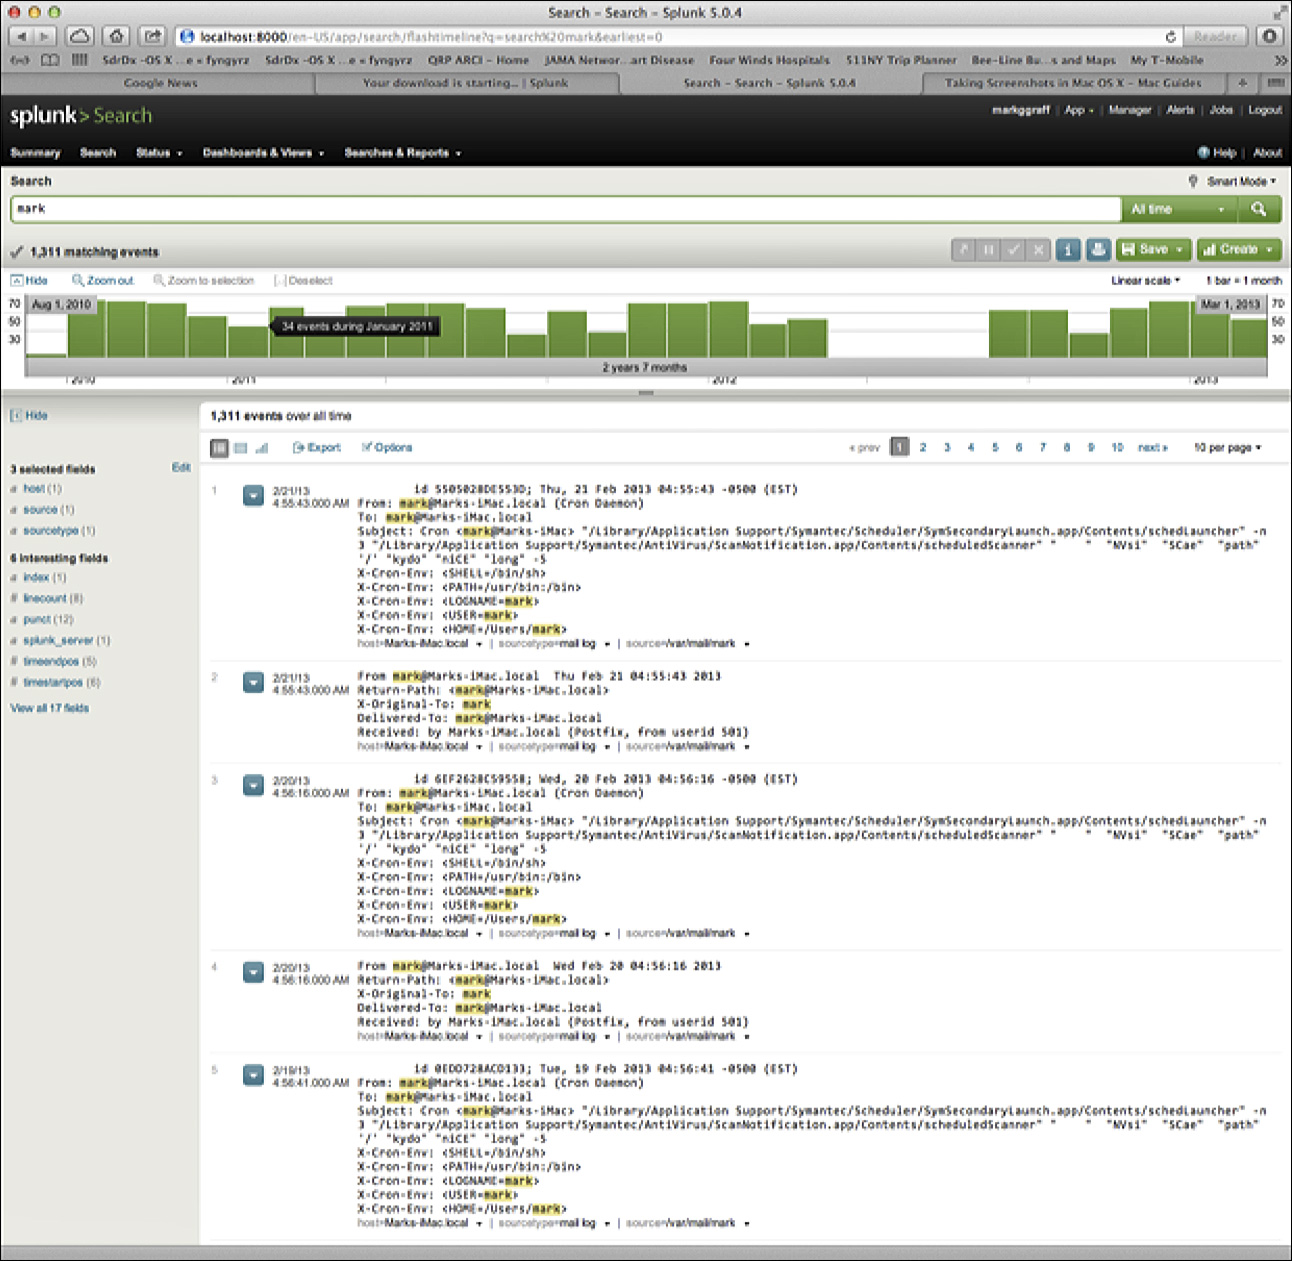 Search – Search – Splunk 5.0.4
localhost:8000/en-US/app/search/flashtimeline?q=search%20mark&earliest=0
Reader
SdrDx -OS X ...e « fyngyrz SdrDx -OS X ...e « fyngyrz QRP ARCI – Home JAMA Networ...art Disease Four Winds Hospitals 511NY Trip Planner Bee-Line Bu...s and Maps My T-Mobile
Google News Your download is starting... | Splunk Search – Search – Splunk 5.0.4 Taking Screenshots in Mac OS X – Mac Guides
splunk> Search
markggraff | App | Manager | Alerts | Jobs | Logout
Summary Search Status Dashboards & Views Searches & Reports Help | About
Search Smart Mode
mark All time
1,311 matching events Save Create
Hide Zoom out Zoom to selection Deselect Linear scale 1 bar = 1 month
70 Aug 1, 2010 Mar 1, 2013 70
50 34 events during January 2011 50
30 30
2 years 7 months
2010 2011 2012 2013
Hide
1,311 events over all time
Export Options « prev 1 2 3 4 5 6 7 8 9 10 next » 10 per page
3 selected fields Edit
a host (1)
a source (1)
a sourcetype (1)
6 interesting fields
a index (1)
# linecount (8)
a punct (12)
a splunk_server (1)
# timeendpos (5)
# timestartpos (6)
View all 17 fields
1 2/21/13 4:55:43.000 AM
id 5505028DE553D; Thu, 21 Feb 2013 04:55:43 -0500 (EST)
From: mark@Marks-iMac.local (Cron Daemon)
To: mark@Marks-iMac.local
Subject: Cron <mark@Marks-iMac> "/Library/Application Support/Symantec/Scheduler/SymSecondaryLaunch.app/Contents/schedLauncher" -n
3 "/Library/Application Support/Symantec/AntiVirus/ScanNotification.app/Contents/scheduledScanner" " " "NVsi" "SCae" "path"
'/' "kydo" "niCE" "long" -S
X-Cron-Env: <SHELL=/bin/sh>
X-Cron-Env: <PATH=/usr/bin:/bin>
X-Cron-Env: <LOGNAME=mark>
X-Cron-Env: <USER=mark>
X-Cron-Env: <HOME=/Users/mark>
host=Marks-iMac.local | sourcetype=mail log | source=/var/mail/mark
2 2/21/13 4:55:43.000 AM
From mark@Marks-iMac.local Thu Feb 21 04:55:43 2013
Return-Path: <mark@Marks-iMac.local>
X-Original-To: mark
Delivered-To: mark@Marks-iMac.local
Received: by Marks-iMac.local (Postfix, from userid 501)
host=Marks-iMac.local | sourcetype=mail log | source=/var/mail/mark
3 2/20/13 4:56:16.000 AM
id 6EF2628C59558; Wed, 20 Feb 2013 04:56:16 -0500 (EST)
From: mark@Marks-iMac.local (Cron Daemon)
To: mark@Marks-iMac.local
Subject: Cron <mark@Marks-iMac> "/Library/Application Support/Symantec/Scheduler/SymSecondaryLaunch.app/Contents/schedLauncher" -n
3 "/Library/Application Support/Symantec/AntiVirus/ScanNotification.app/Contents/scheduledScanner" " " "NVsi" "SCae" "path"
'/' "kydo" "niCE" "long" -S
X-Cron-Env: <SHELL=/bin/sh>
X-Cron-Env: <PATH=/usr/bin:/bin>
X-Cron-Env: <LOGNAME=mark>
X-Cron-Env: <USER=mark>
X-Cron-Env: <HOME=/Users/mark>
host=Marks-iMac.local | sourcetype=mail log | source=/var/mail/mark
4 2/20/13 4:56:16.000 AM
From mark@Marks-iMac.local Wed Feb 20 04:56:16 2013
Return-Path: <mark@Marks-iMac.local>
X-Original-To: mark
Delivered-To: mark@Marks-iMac.local
Received: by Marks-iMac.local (Postfix, from userid 501)
host=Marks-iMac.local | sourcetype=mail log | source=/var/mail/mark
5 2/19/13 4:56:41.000 AM
id 0EDD728ACD133; Tue, 19 Feb 2013 04:56:41 -0500 (EST)
From: mark@Marks-iMac.local (Cron Daemon)
To: mark@Marks-iMac.local
Subject: Cron <mark@Marks-iMac> "/Library/Application Support/Symantec/Scheduler/SymSecondaryLaunch.app/Contents/schedLauncher" -n
3 "/Library/Application Support/Symantec/AntiVirus/ScanNotification.app/Contents/scheduledScanner" " " "NVsi" "SCae" "path"
'/' "kydo" "niCE" "long" -S
X-Cron-Env: <SHELL=/bin/sh>
X-Cron-Env: <PATH=/usr/bin:/bin>
X-Cron-Env: <LOGNAME=mark>
X-Cron-Env: <USER=mark>
X-Cron-Env: <HOME=/Users/mark>
host=Marks-iMac.local | sourcetype=mail log | source=/var/mail/mark